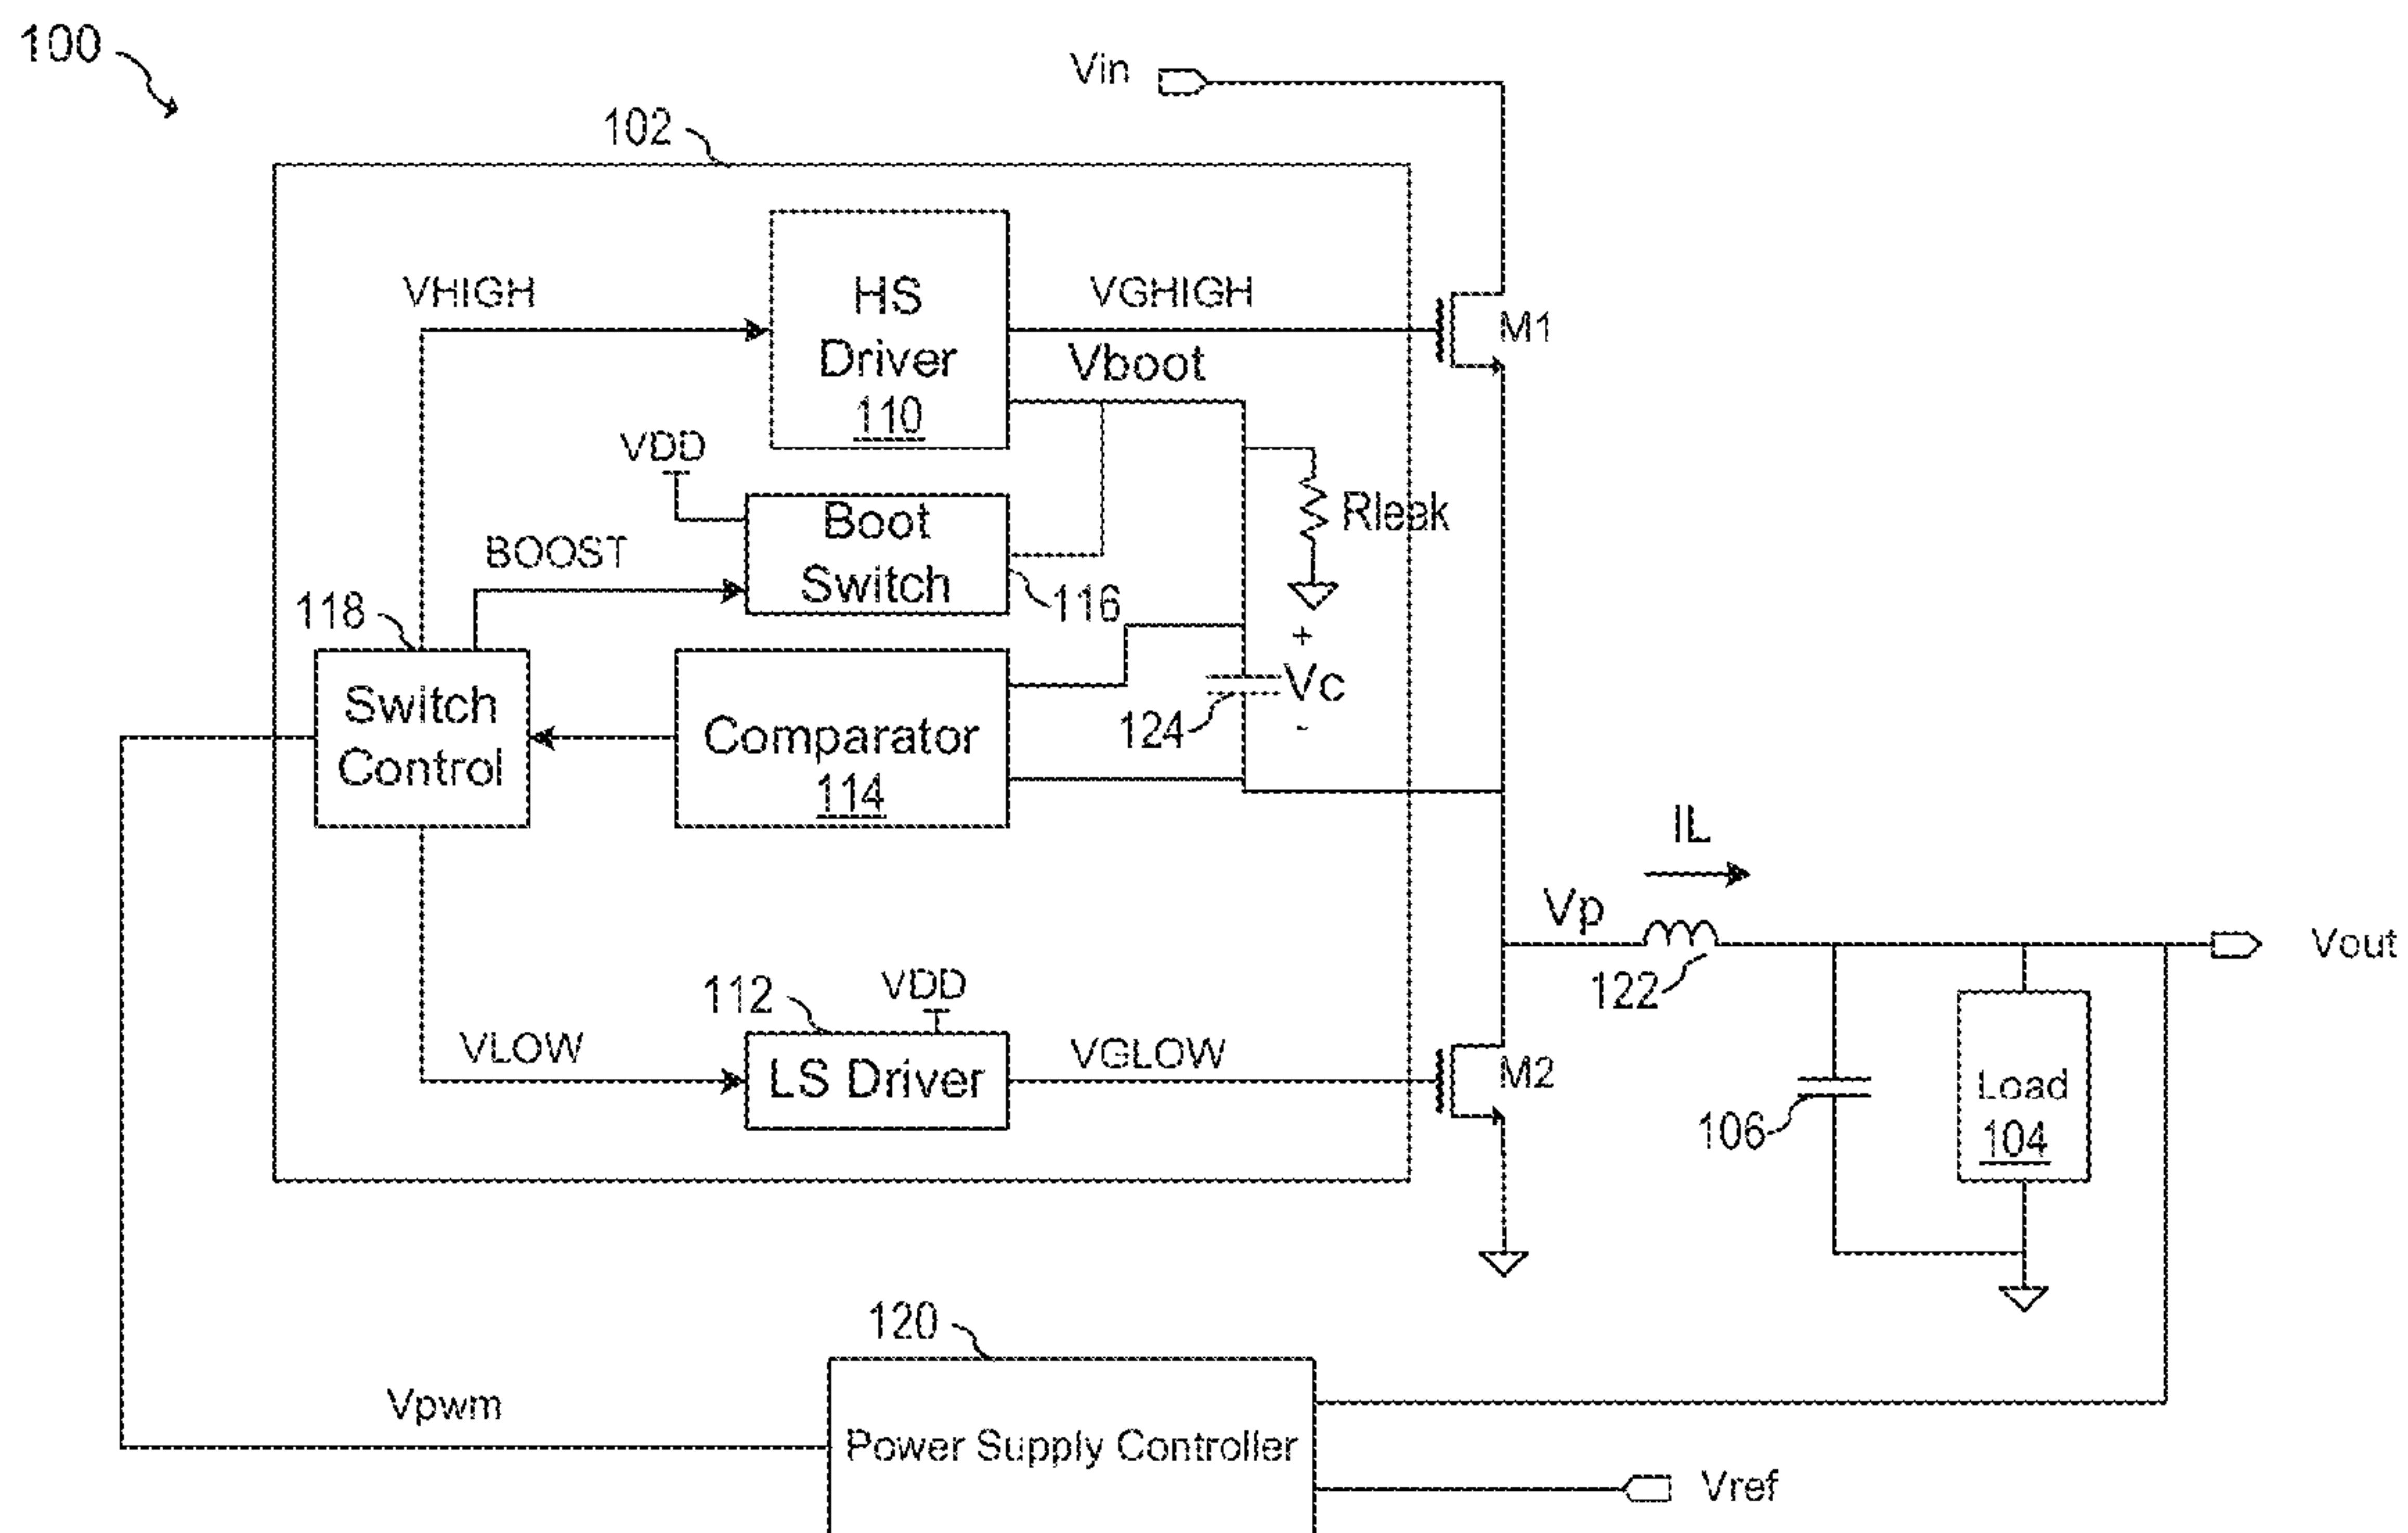 100
Vin
102
VHIGH
HS
Driver
110
VGHIGH
M1
Vboot
VDD
Boot
Switch
Rleak
BOOST
116
118
+
Vc
-
124
Switch
Control
Comparator
114
IL
Vp
122
Vout
112
VDD
VLOW
LS Driver
VGLOW
M2
106
Load
104
120
Vpwm
Power Supply Controller
Vref